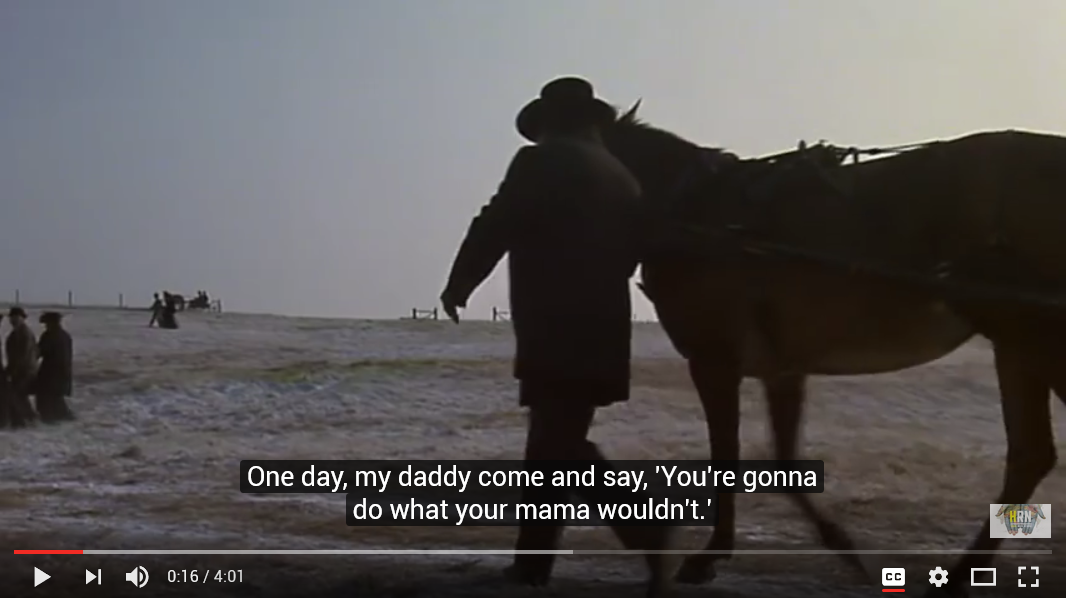 One day, my daddy come and say, 'You're gonna
do what your mama wouldn't.'
HRN
0:16 / 4:01
CC